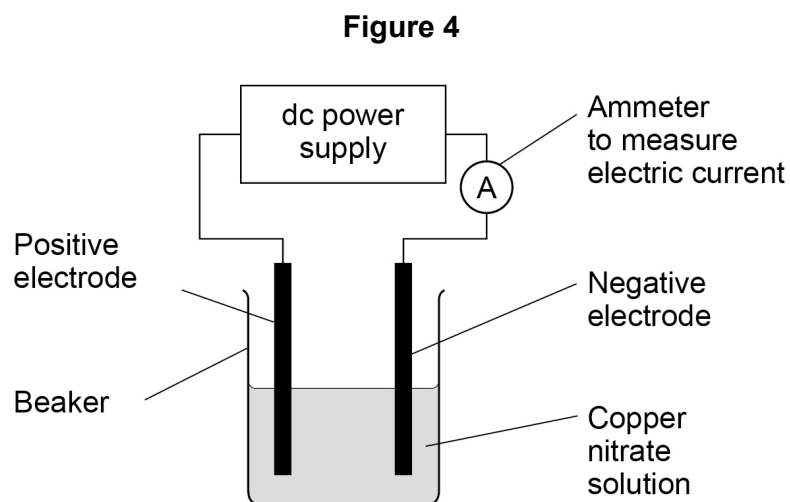 Figure 4
dc power
supply
Ammeter
to measure
electric current
A
Positive
electrode
Negative
electrode
Beaker
Copper
nitrate
solution